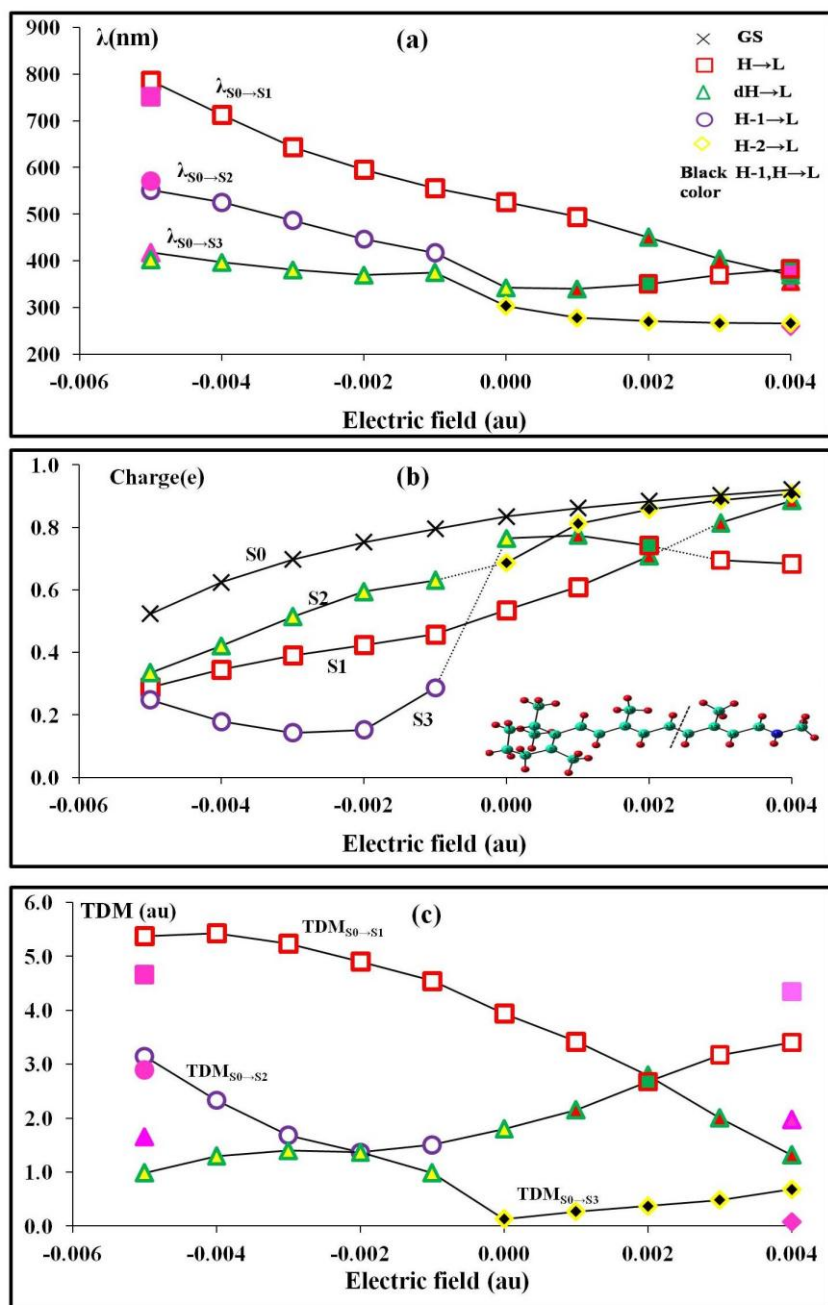 λ(nm)
(a)
GS
H→L
dH→L
H-1→L
H-2→L
Black H-1,H→L
color
900
800
700
600
500
400
300
200
λS0→S1
λS0→S2
λS0→S3
-0.006 -0.004 -0.002 0.000 0.002 0.004
Electric field (au)
Charge(e)
(b)
1.0
0.8
0.6
0.4
0.2
0.0
S0
S2
S1
S3
-0.006 -0.004 -0.002 0.000 0.002 0.004
Electric field (au)
TDM (au)
(c)
6.0
5.0
4.0
3.0
2.0
1.0
0.0
TDMS0→S1
TDMS0→S2
TDMS0→S3
-0.006 -0.004 -0.002 0.000 0.002 0.004
Electric field (au)